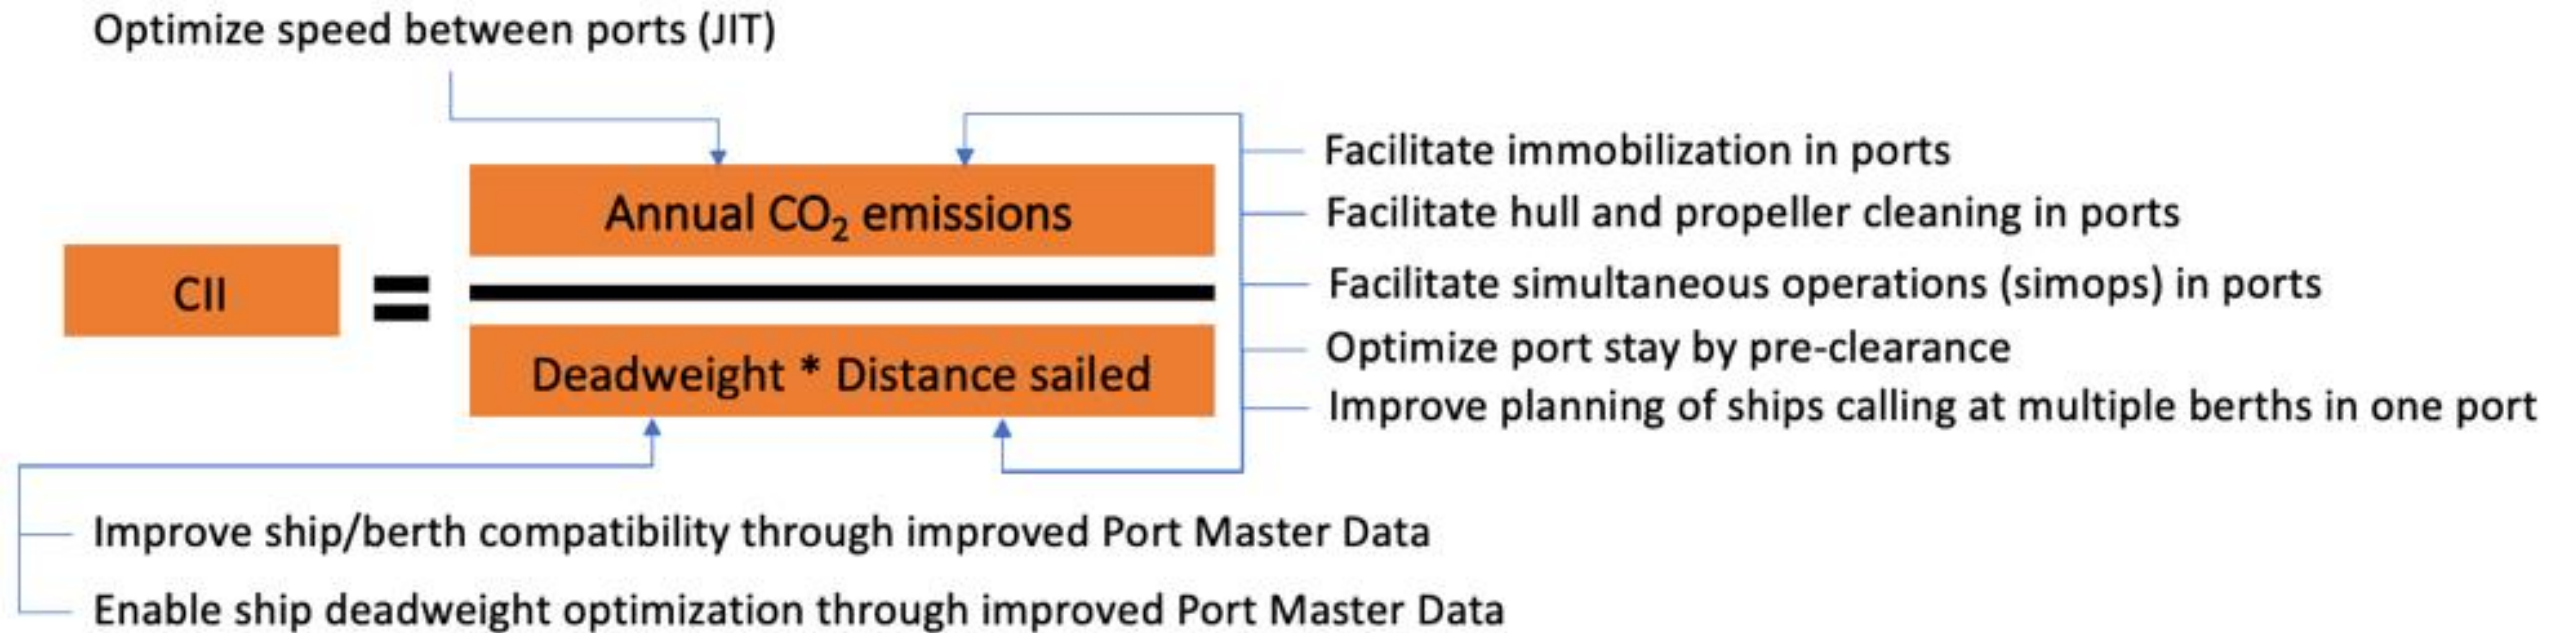 Optimize speed between ports (JIT)
Annual CO₂ emissions
CII
=
Deadweight * Distance sailed
Facilitate immobilization in ports
Facilitate hull and propeller cleaning in ports
Facilitate simultaneous operations (simops) in ports
Optimize port stay by pre-clearance
Improve planning of ships calling at multiple berths in one port
Improve ship/berth compatibility through improved Port Master Data
Enable ship deadweight optimization through improved Port Master Data